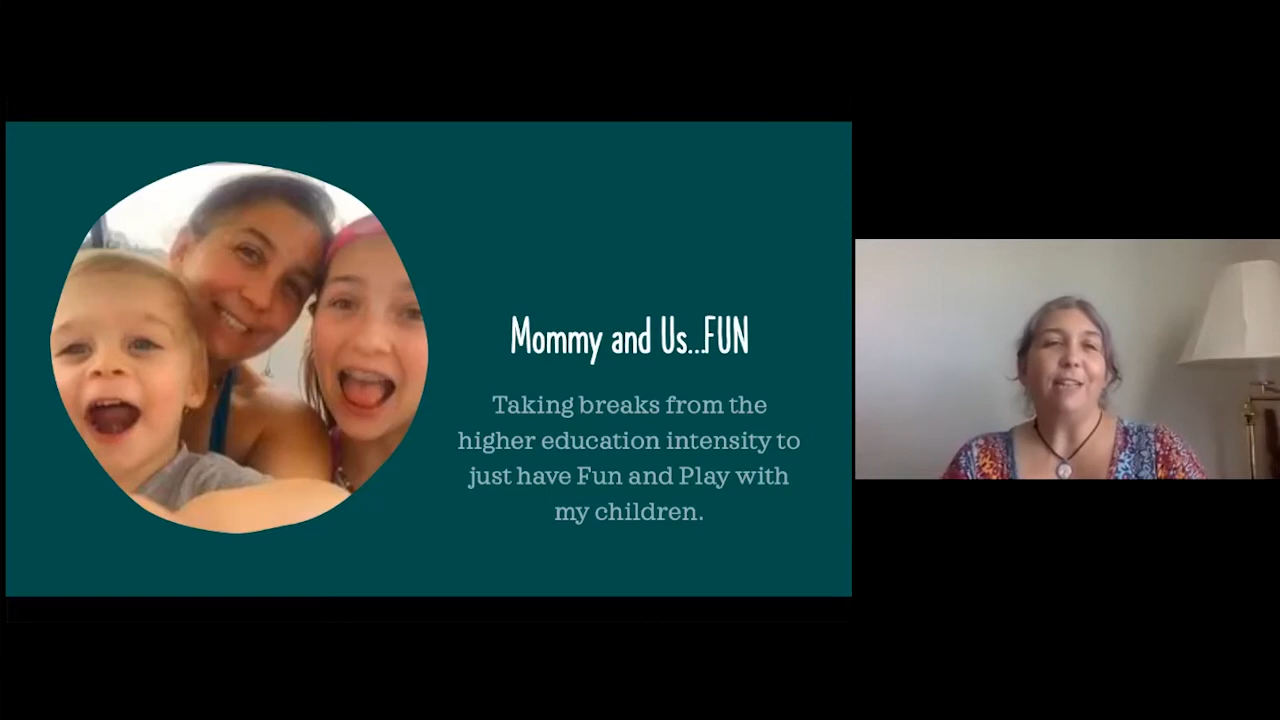 Mommy and Us...FUN
Taking breaks from the
higher education intensity to
just have Fun and Play with
my children.